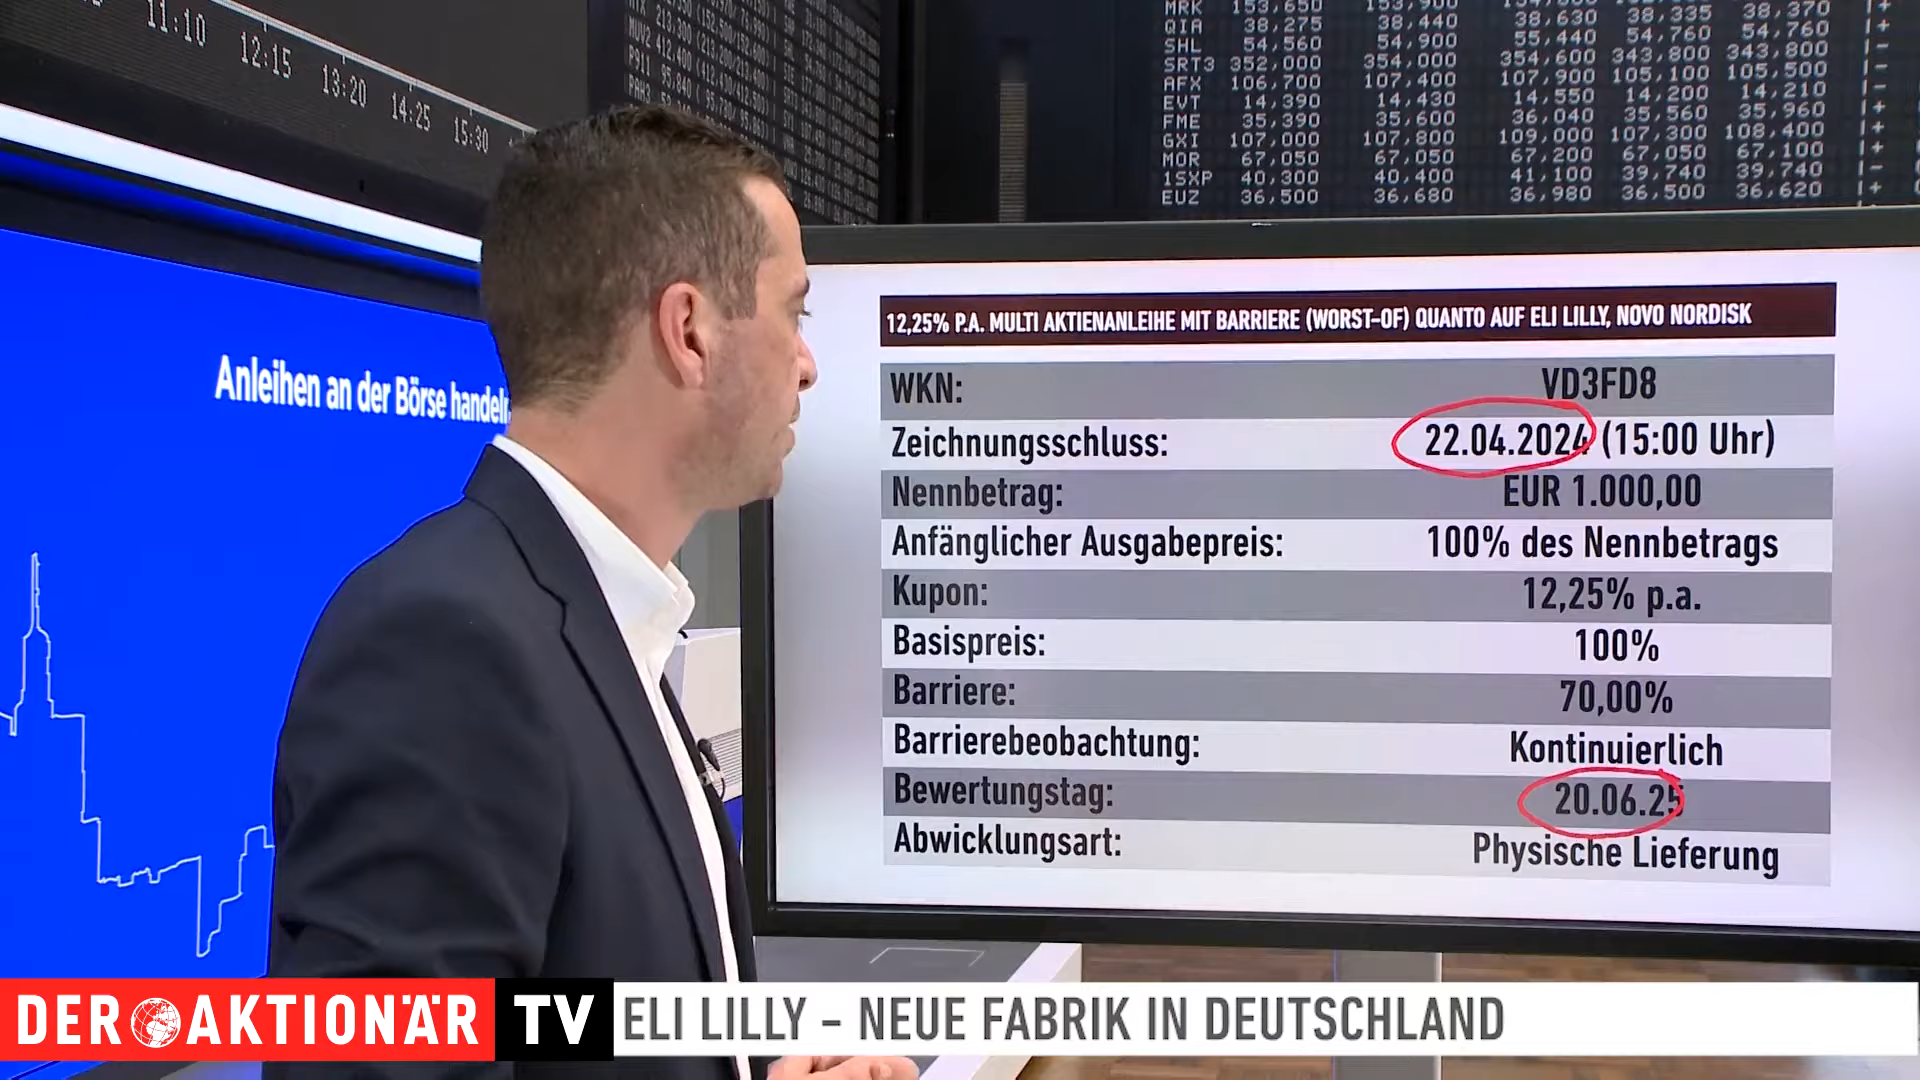 11:10
12:15
13:20
14:25
15:30
MRK 153,650 153,900
QIA 38,275 38,440 38,630 38,335 38,370 |+
SHL 54,560 54,900 55,440 54,760 54,760 |+
SRT3 352,000 354,000 354,600 343,800 343,800 |-
AFX 106,700 107,400 107,900 105,100 105,500 |-
EVT 14,390 14,430 14,550 14,200 14,210 |-
FME 35,390 35,600 36,040 35,560 35,960 |+
GXI 107,000 107,800 109,000 107,300 108,400 |+
MOR 67,050 67,050 67,200 67,050 67,100 |+
1SXP 40,300 40,400 41,100 39,740 39,740 |-
EUZ 36,500 36,680 36,980 36,500 36,620 |+
Anleihen an der Börse handeln
12,25% P.A. MULTI AKTIENANLEIHE MIT BARRIERE (WORST-OF) QUANTO AUF ELI LILLY, NOVO NORDISK
WKN: VD3FD8
Zeichnungsschluss: 22.04.2024 (15:00 Uhr)
Nennbetrag: EUR 1.000,00
Anfänglicher Ausgabepreis: 100% des Nennbetrags
Kupon: 12,25% p.a.
Basispreis: 100%
Barriere: 70,00%
Barrierebeobachtung: Kontinuierlich
Bewertungstag: 20.06.25
Abwicklungsart: Physische Lieferung
DER AKTIONÄR TV
ELI LILLY – NEUE FABRIK IN DEUTSCHLAND